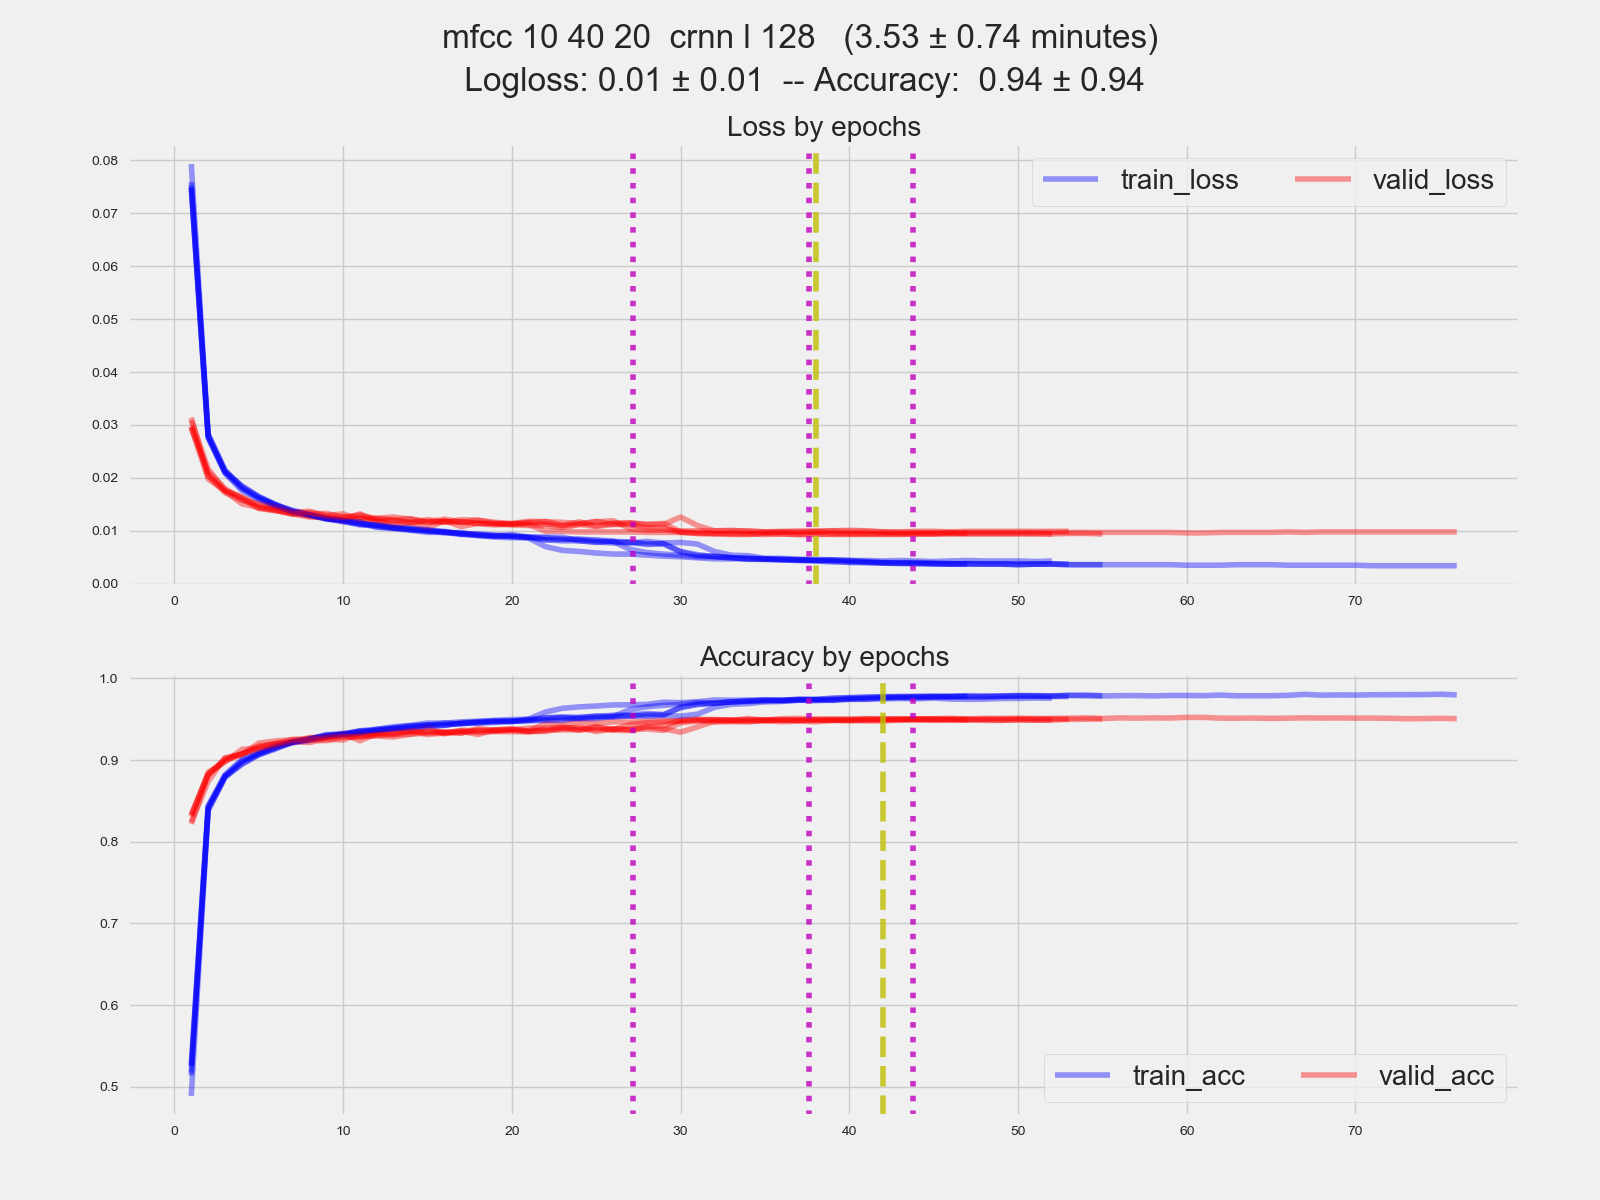 mfcc 10 40 20  crnn l 128   (3.53 ± 0.74 minutes)
Logloss: 0.01 ± 0.01  -- Accuracy:  0.94 ± 0.94
Loss by epochs
train_loss valid_loss
0.08
0.07
0.06
0.05
0.04
0.03
0.02
0.01
0.00
0 10 20 30 40 50 60 70
Accuracy by epochs
1.0
0.9
0.8
0.7
0.6
0.5
train_acc valid_acc
0 10 20 30 40 50 60 70